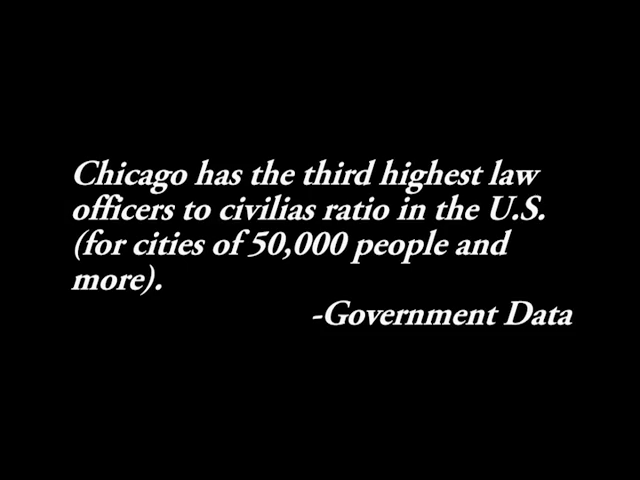 Chicago has the third highest law
officers to civilias ratio in the U.S.
(for cities of 50,000 people and
more).
-Government Data